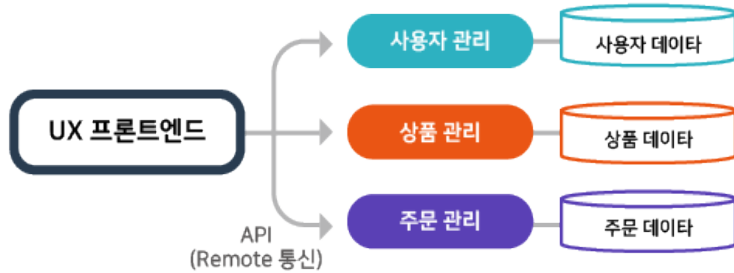 사용자 관리
사용자 데이타
UX 프론트엔드
상품 관리
상품 데이타
주문 관리
주문 데이타
API
(Remote 통신)